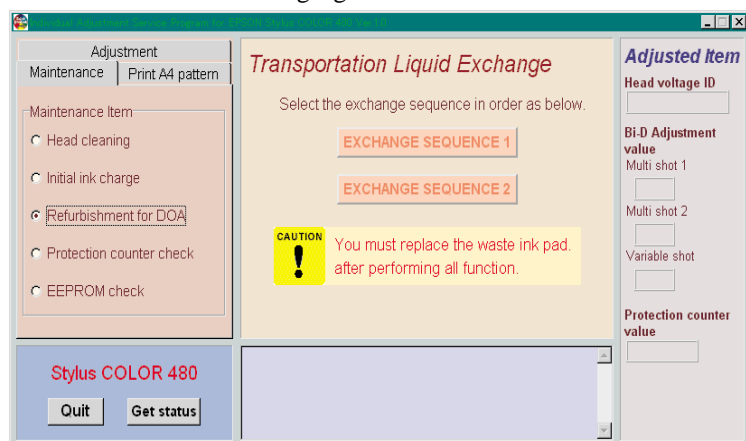 Individual Adjustment Service Program for EPSON Stylus COLOR 480 Ver 1.0
Adjustment
Maintenance
Print A4 pattern
Maintenance Item
Head cleaning
Initial ink charge
Refurbishment for DOA
Protection counter check
EEPROM check
Transportation Liquid Exchange
Select the exchange sequence in order as below.
EXCHANGE SEQUENCE 1
EXCHANGE SEQUENCE 2
CAUTION
You must replace the waste ink pad.
after performing all function.
Adjusted Item
Head voltage ID
Bi-D Adjustment
value
Multi shot 1
Multi shot 2
Variable shot
Protection counter
value
Stylus COLOR 480
Quit
Get status